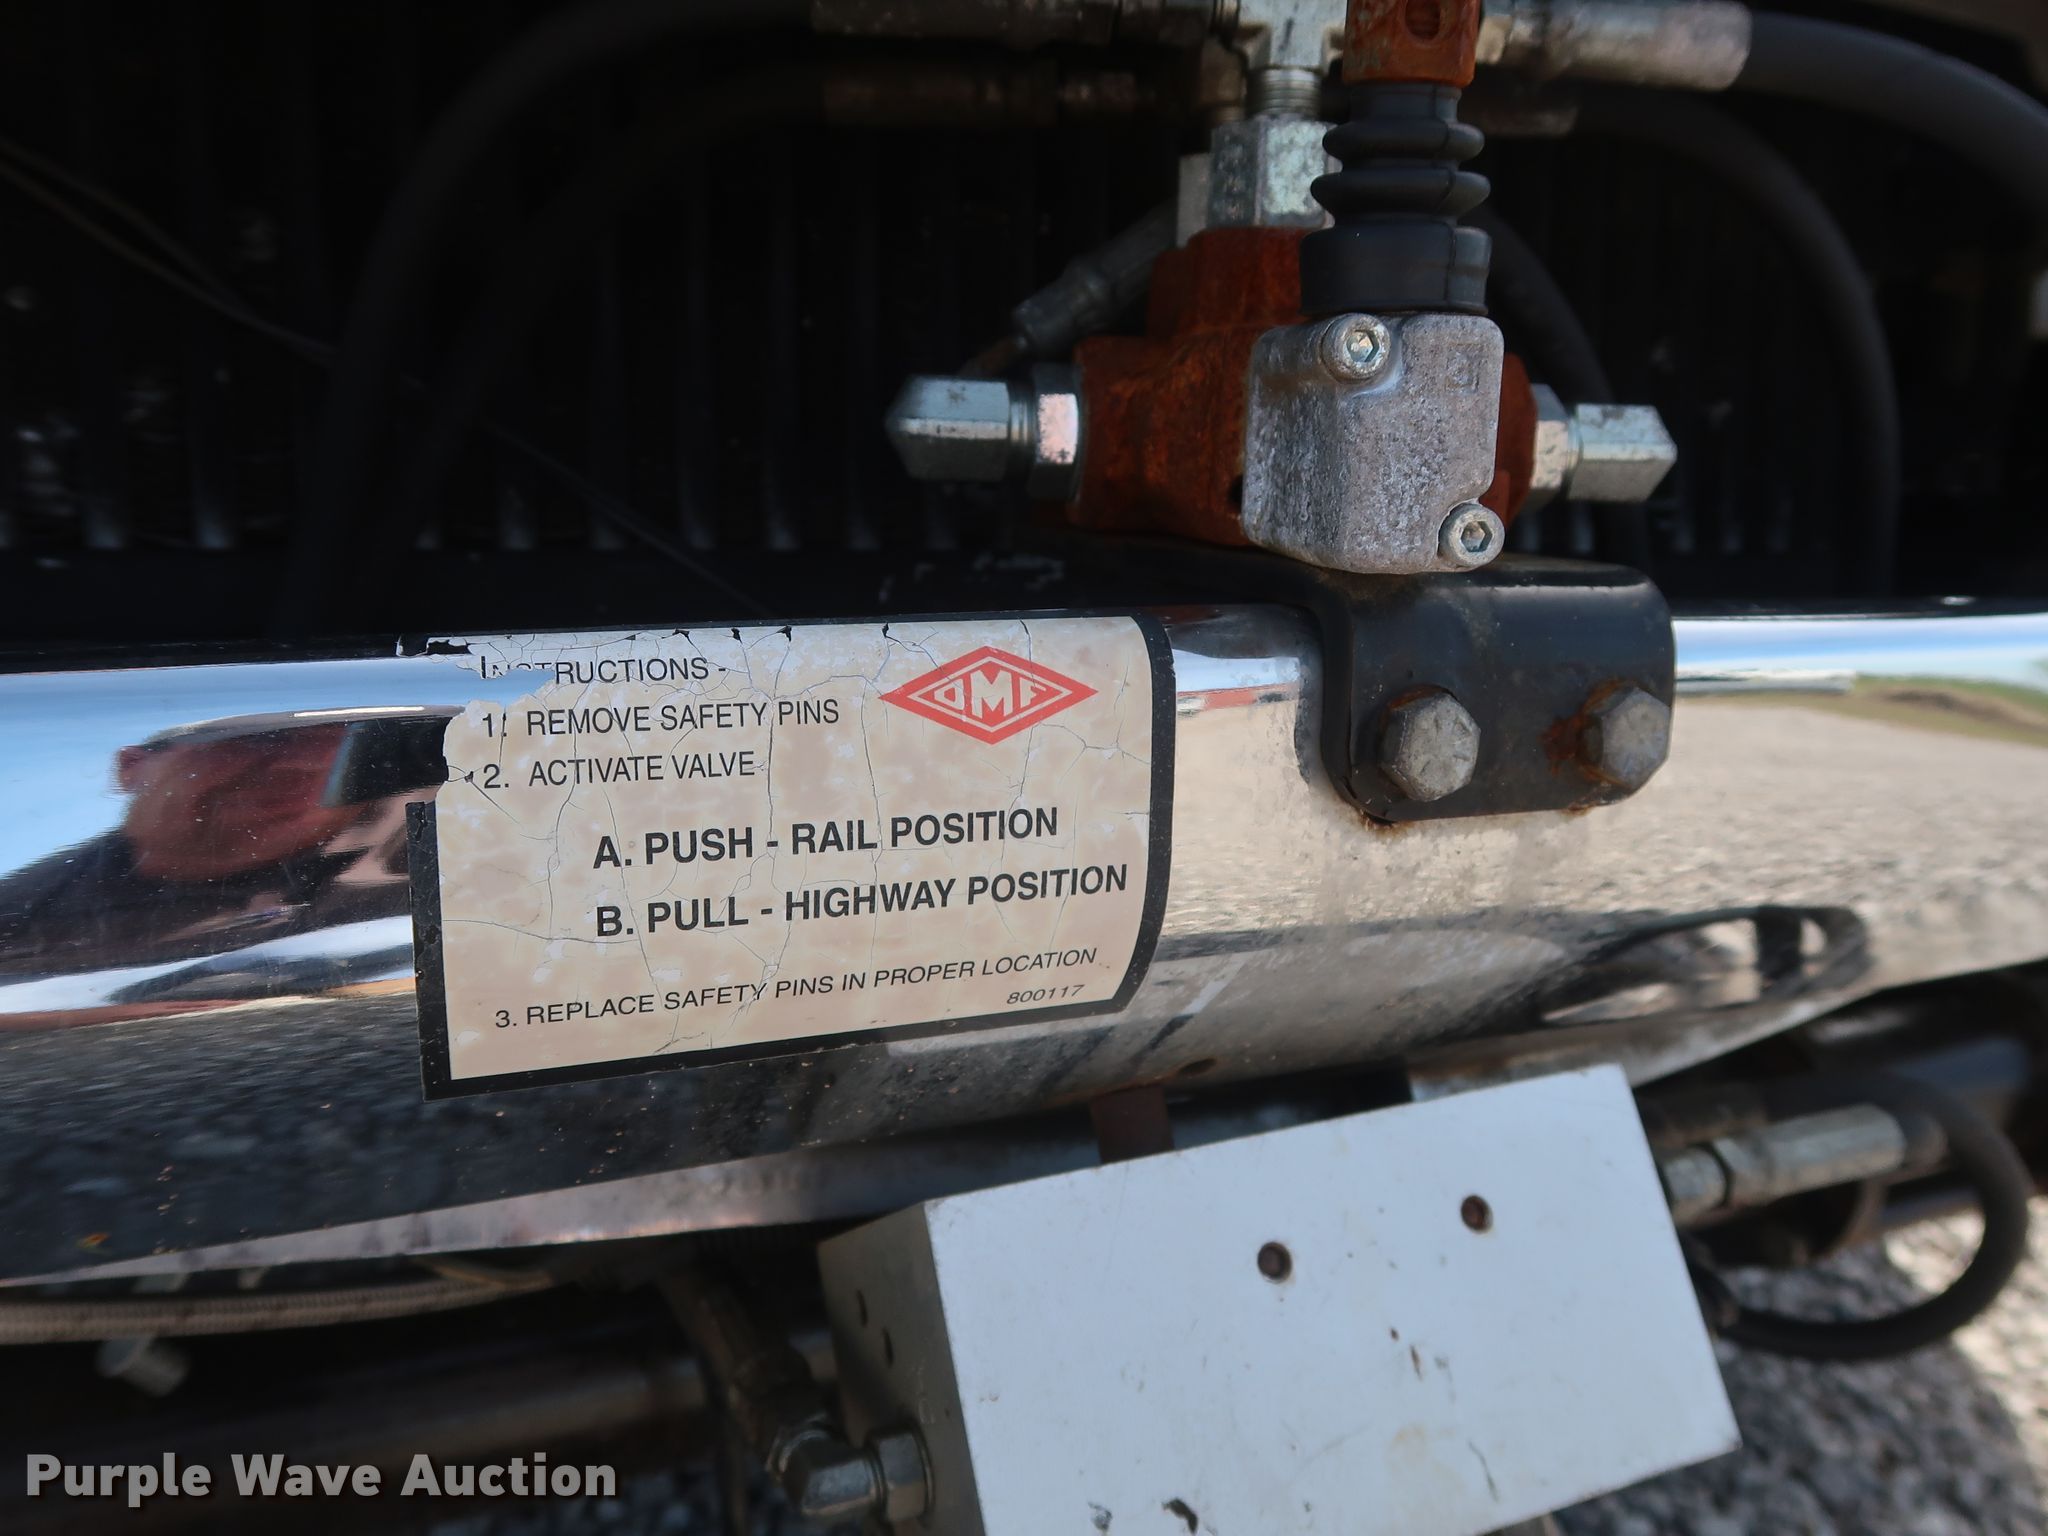 INSTRUCTIONS -
1. REMOVE SAFETY PINS
2. ACTIVATE VALVE
A. PUSH - RAIL POSITION
B. PULL - HIGHWAY POSITION
3. REPLACE SAFETY PINS IN PROPER LOCATION
800117
DMF
Purple Wave Auction